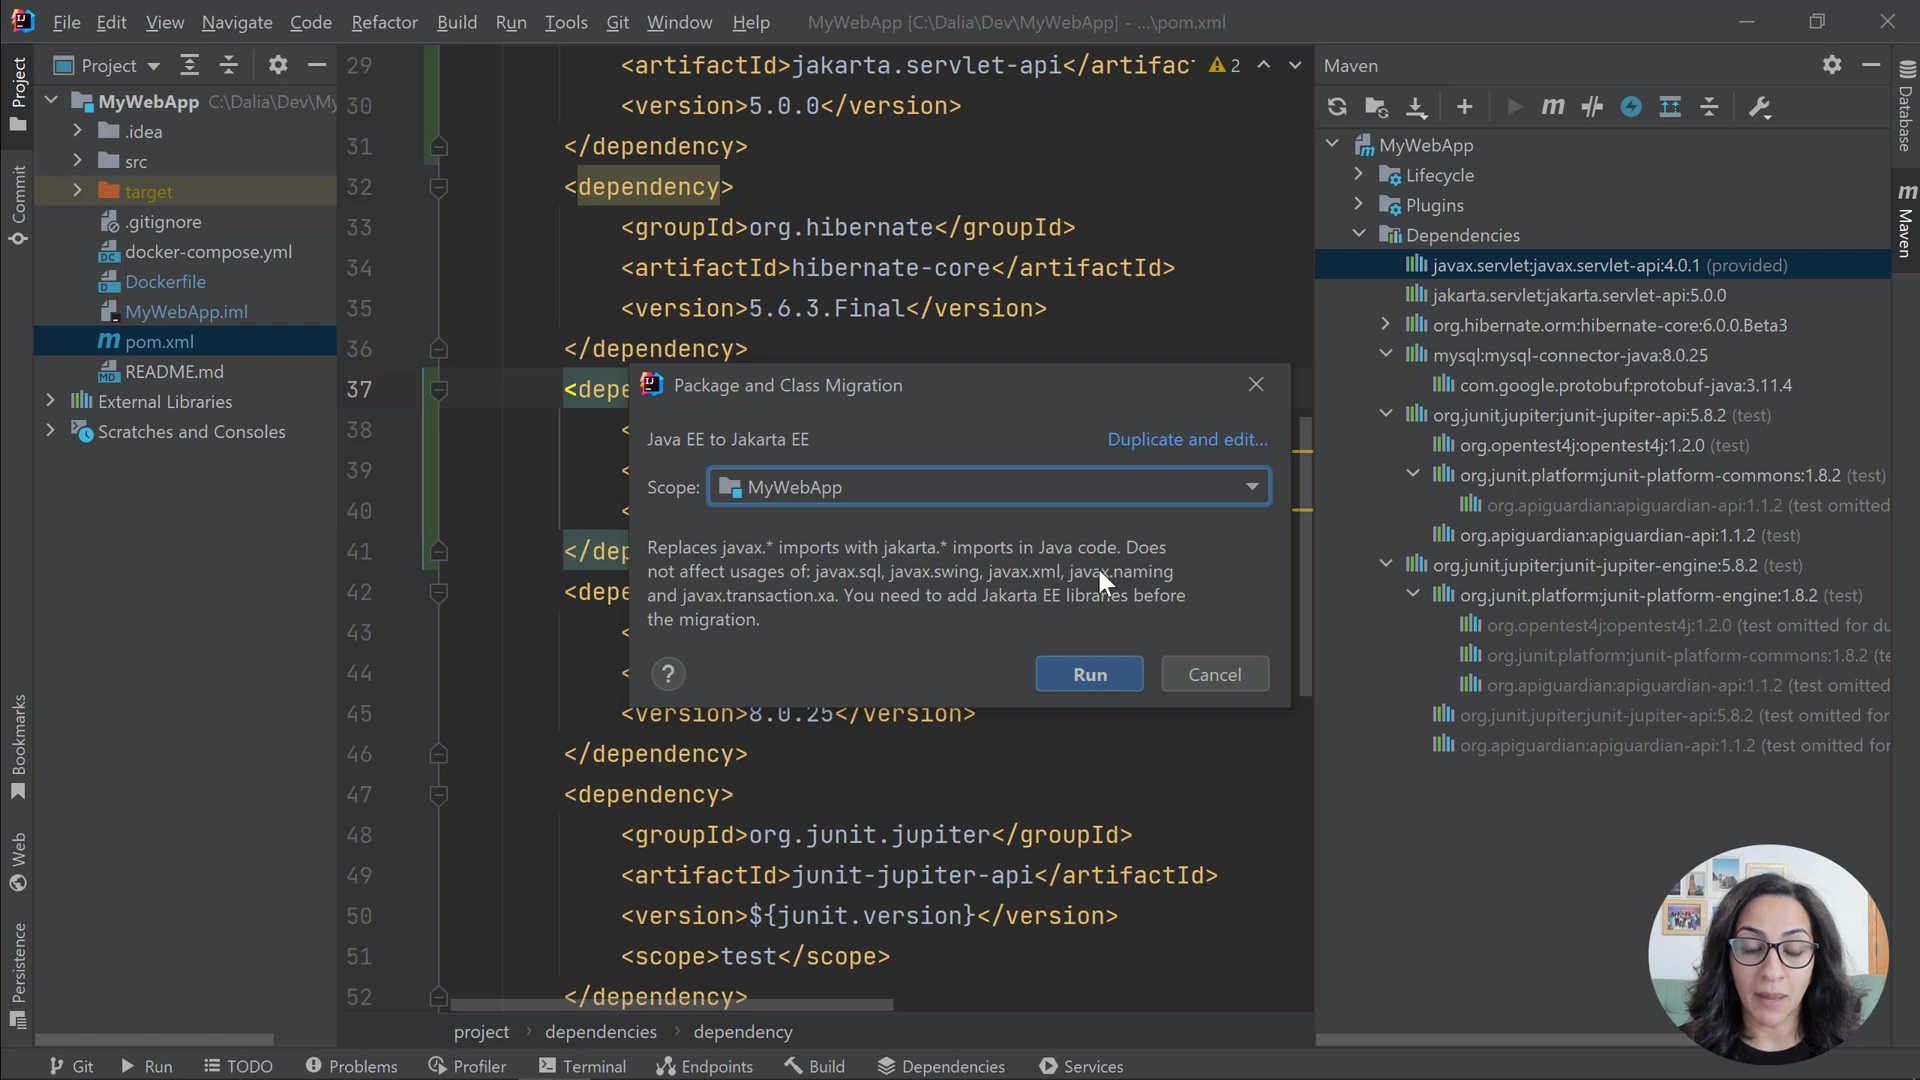 File Edit View Navigate Code Refactor Build Run Tools Git Window Help MyWebApp [C:\Dalia\Dev\MyWebApp] - ...\pom.xml
Project
MyWebApp C:\Dalia\Dev\My
.idea
src
target
.gitignore
docker-compose.yml
Dockerfile
MyWebApp.iml
pom.xml
README.md
External Libraries
Scratches and Consoles
Project
Commit
Bookmarks
Web
Persistence
29 <artifactId>jakarta.servlet-api</artifac
2
30 <version>5.0.0</version>
31 </dependency>
32 <dependency>
33 <groupId>org.hibernate</groupId>
34 <artifactId>hibernate-core</artifactId>
35 <version>5.6.3.Final</version>
36 </dependency>
37 <depe
38 <
39 <
40 <
41 </dep
42 <depe
43 <
44 <
45 <version>8.0.25</version>
46 </dependency>
47 <dependency>
48 <groupId>org.junit.jupiter</groupId>
49 <artifactId>junit-jupiter-api</artifactId>
50 <version>${junit.version}</version>
51 <scope>test</scope>
52 </dependency>
Package and Class Migration
Java EE to Jakarta EE Duplicate and edit...
Scope: MyWebApp
Replaces javax.* imports with jakarta.* imports in Java code. Does
not affect usages of: javax.sql, javax.swing, javax.xml, javax.naming
and javax.transaction.xa. You need to add Jakarta EE libraries before
the migration.
? Run Cancel
project > dependencies > dependency
Maven
MyWebApp
Lifecycle
Plugins
Dependencies
javax.servlet:javax.servlet-api:4.0.1 (provided)
jakarta.servlet:jakarta.servlet-api:5.0.0
org.hibernate.orm:hibernate-core:6.0.0.Beta3
mysql:mysql-connector-java:8.0.25
com.google.protobuf:protobuf-java:3.11.4
org.junit.jupiter:junit-jupiter-api:5.8.2 (test)
org.opentest4j:opentest4j:1.2.0 (test)
org.junit.platform:junit-platform-commons:1.8.2 (test)
org.apiguardian:apiguardian-api:1.1.2 (test omitted
org.apiguardian:apiguardian-api:1.1.2 (test)
org.junit.jupiter:junit-jupiter-engine:5.8.2 (test)
org.junit.platform:junit-platform-engine:1.8.2 (test)
org.opentest4j:opentest4j:1.2.0 (test omitted for du
org.junit.platform:junit-platform-commons:1.8.2 (te
org.apiguardian:apiguardian-api:1.1.2 (test omitted
org.junit.jupiter:junit-jupiter-api:5.8.2 (test omitted for
org.apiguardian:apiguardian-api:1.1.2 (test omitted for
Database
m Maven
Git Run TODO Problems Profiler Terminal Endpoints Build Dependencies Services